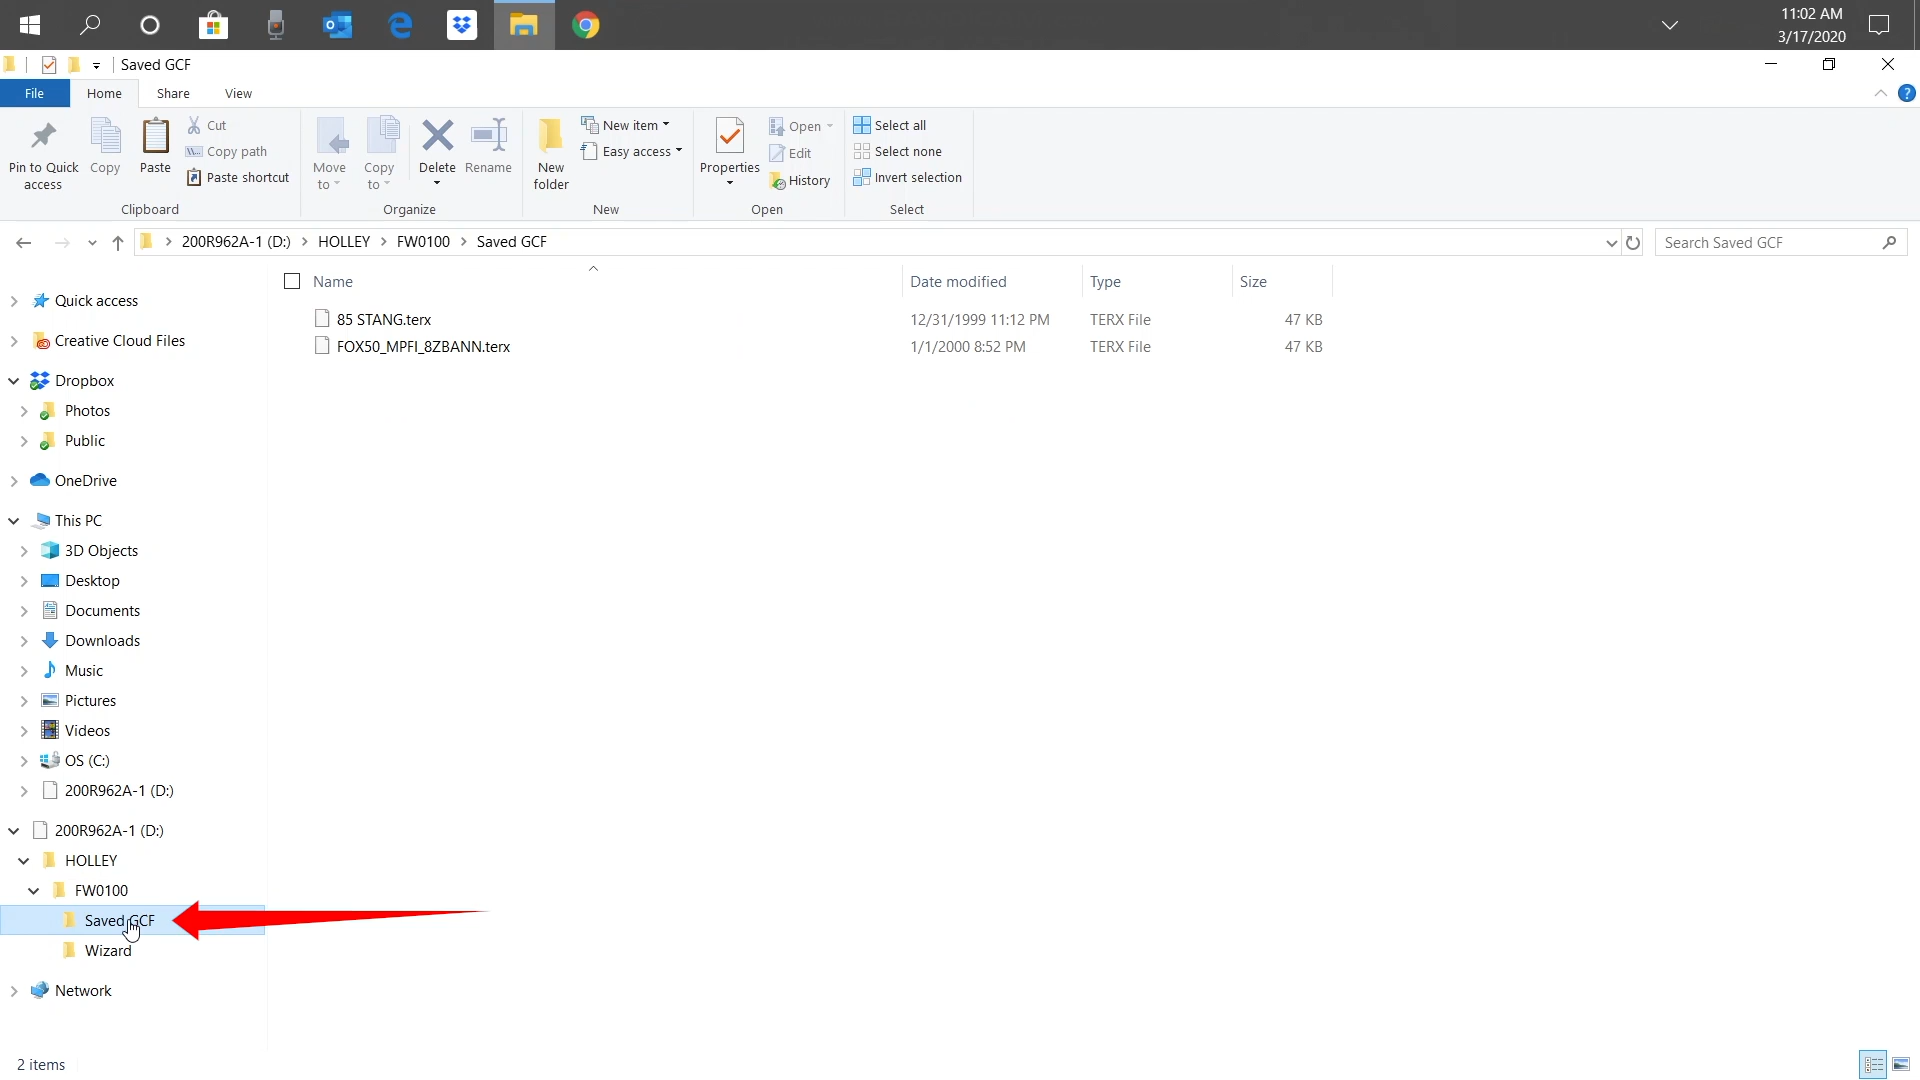 11:02 AM
3/17/2020
Saved GCF
File Home Share View
Pin to Quick access
Copy
Paste
Cut
Copy path
Paste shortcut
Move to
Copy to
Delete
Rename
New folder
New item
Easy access
Properties
Open
Edit
History
Select all
Select none
Invert selection
Clipboard Organize New Open Select
200R962A-1 (D:) > HOLLEY > FW0100 > Saved GCF
Search Saved GCF
Name Date modified Type Size
85 STANG.terx 12/31/1999 11:12 PM TERX File 47 KB
FOX50_MPFI_8ZBANN.terx 1/1/2000 8:52 PM TERX File 47 KB
Quick access
Creative Cloud Files
Dropbox
Photos
Public
OneDrive
This PC
3D Objects
Desktop
Documents
Downloads
Music
Pictures
Videos
OS (C:)
200R962A-1 (D:)
200R962A-1 (D:)
HOLLEY
FW0100
Saved GCF
Wizard
Network
2 items